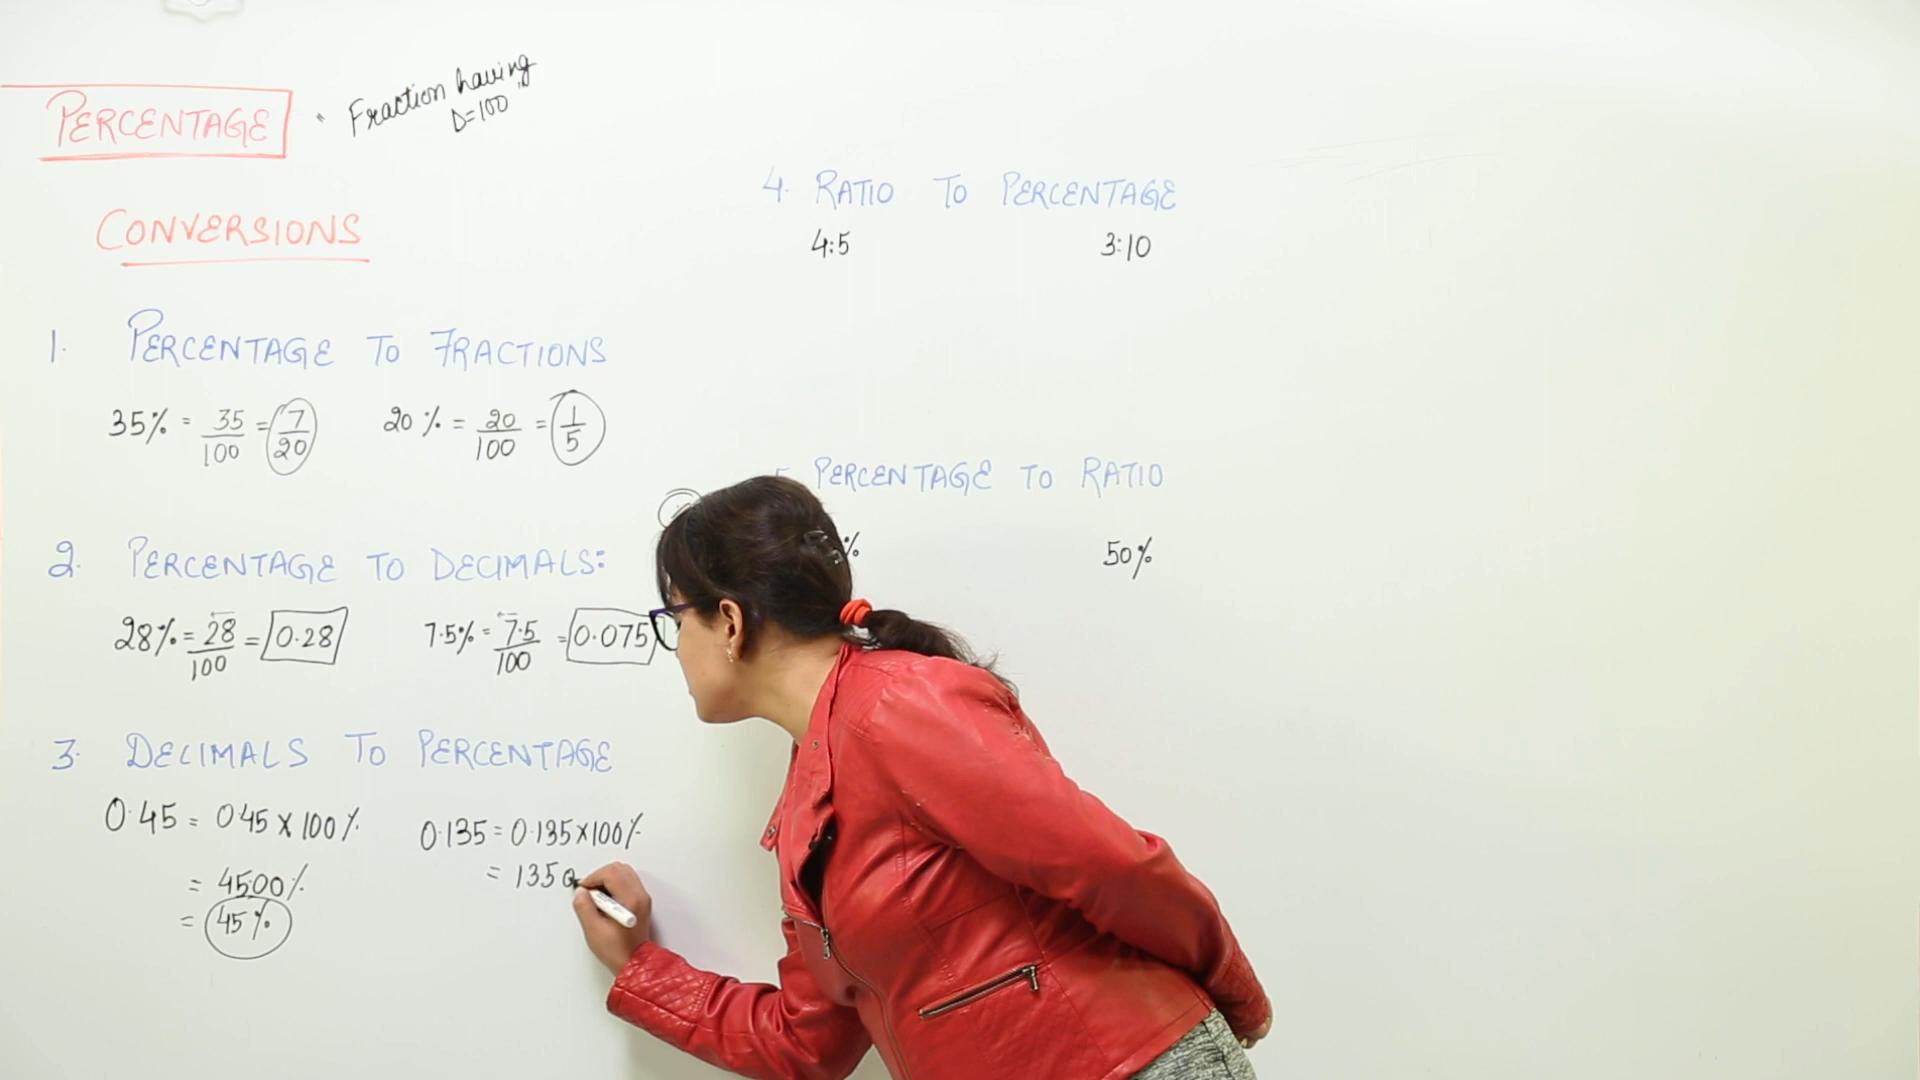 PERCENTAGE
Fraction having
D=100
CONVERSIONS
1. PERCENTAGE TO FRACTIONS
35% = 35/100 = 7/20
20% = 20/100 = 1/5
2. PERCENTAGE TO DECIMALS:
28% = 28/100 = 0.28
7.5% = 7.5/100 = 0.075
3. DECIMALS TO PERCENTAGE
0.45 = 0.45 × 100%
= 45.00%
= 45%
0.135 = 0.135 × 100%
= 1350
4. RATIO TO PERCENTAGE
4:5
3:10
PERCENTAGE TO RATIO
%
50%